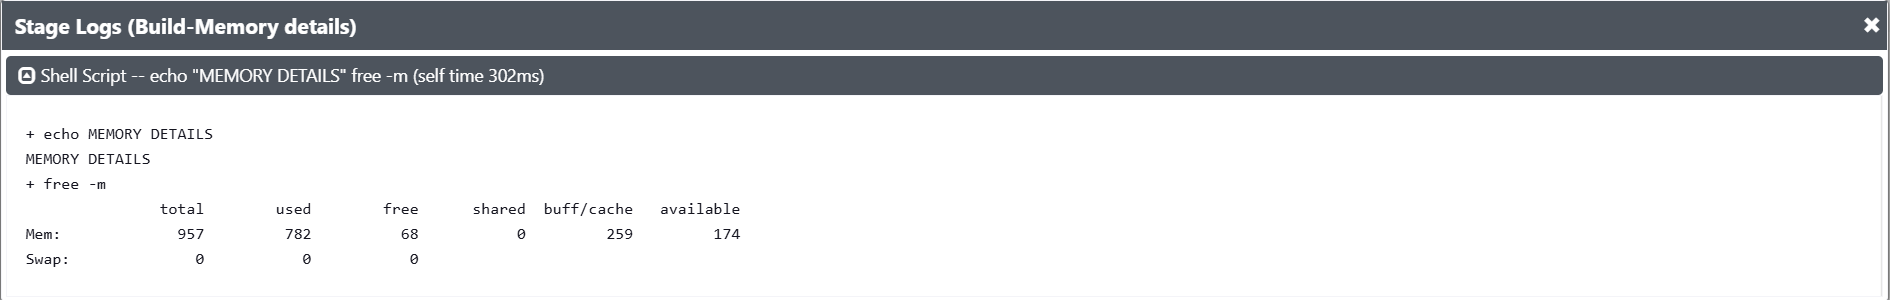 Stage Logs (Build-Memory details)
Shell Script -- echo "MEMORY DETAILS" free -m (self time 302ms)
+ echo MEMORY DETAILS
MEMORY DETAILS
+ free -m
               total        used        free      shared  buff/cache   available
Mem:             957         782          68           0         259         174
Swap:              0           0           0